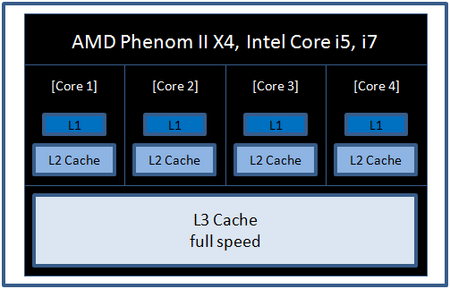 AMD Phenom II X4, Intel Core i5, i7
[Core 1] [Core 2] [Core 3] [Core 4]
L1 L1 L1 L1
L2 Cache L2 Cache L2 Cache L2 Cache
L3 Cache
full speed